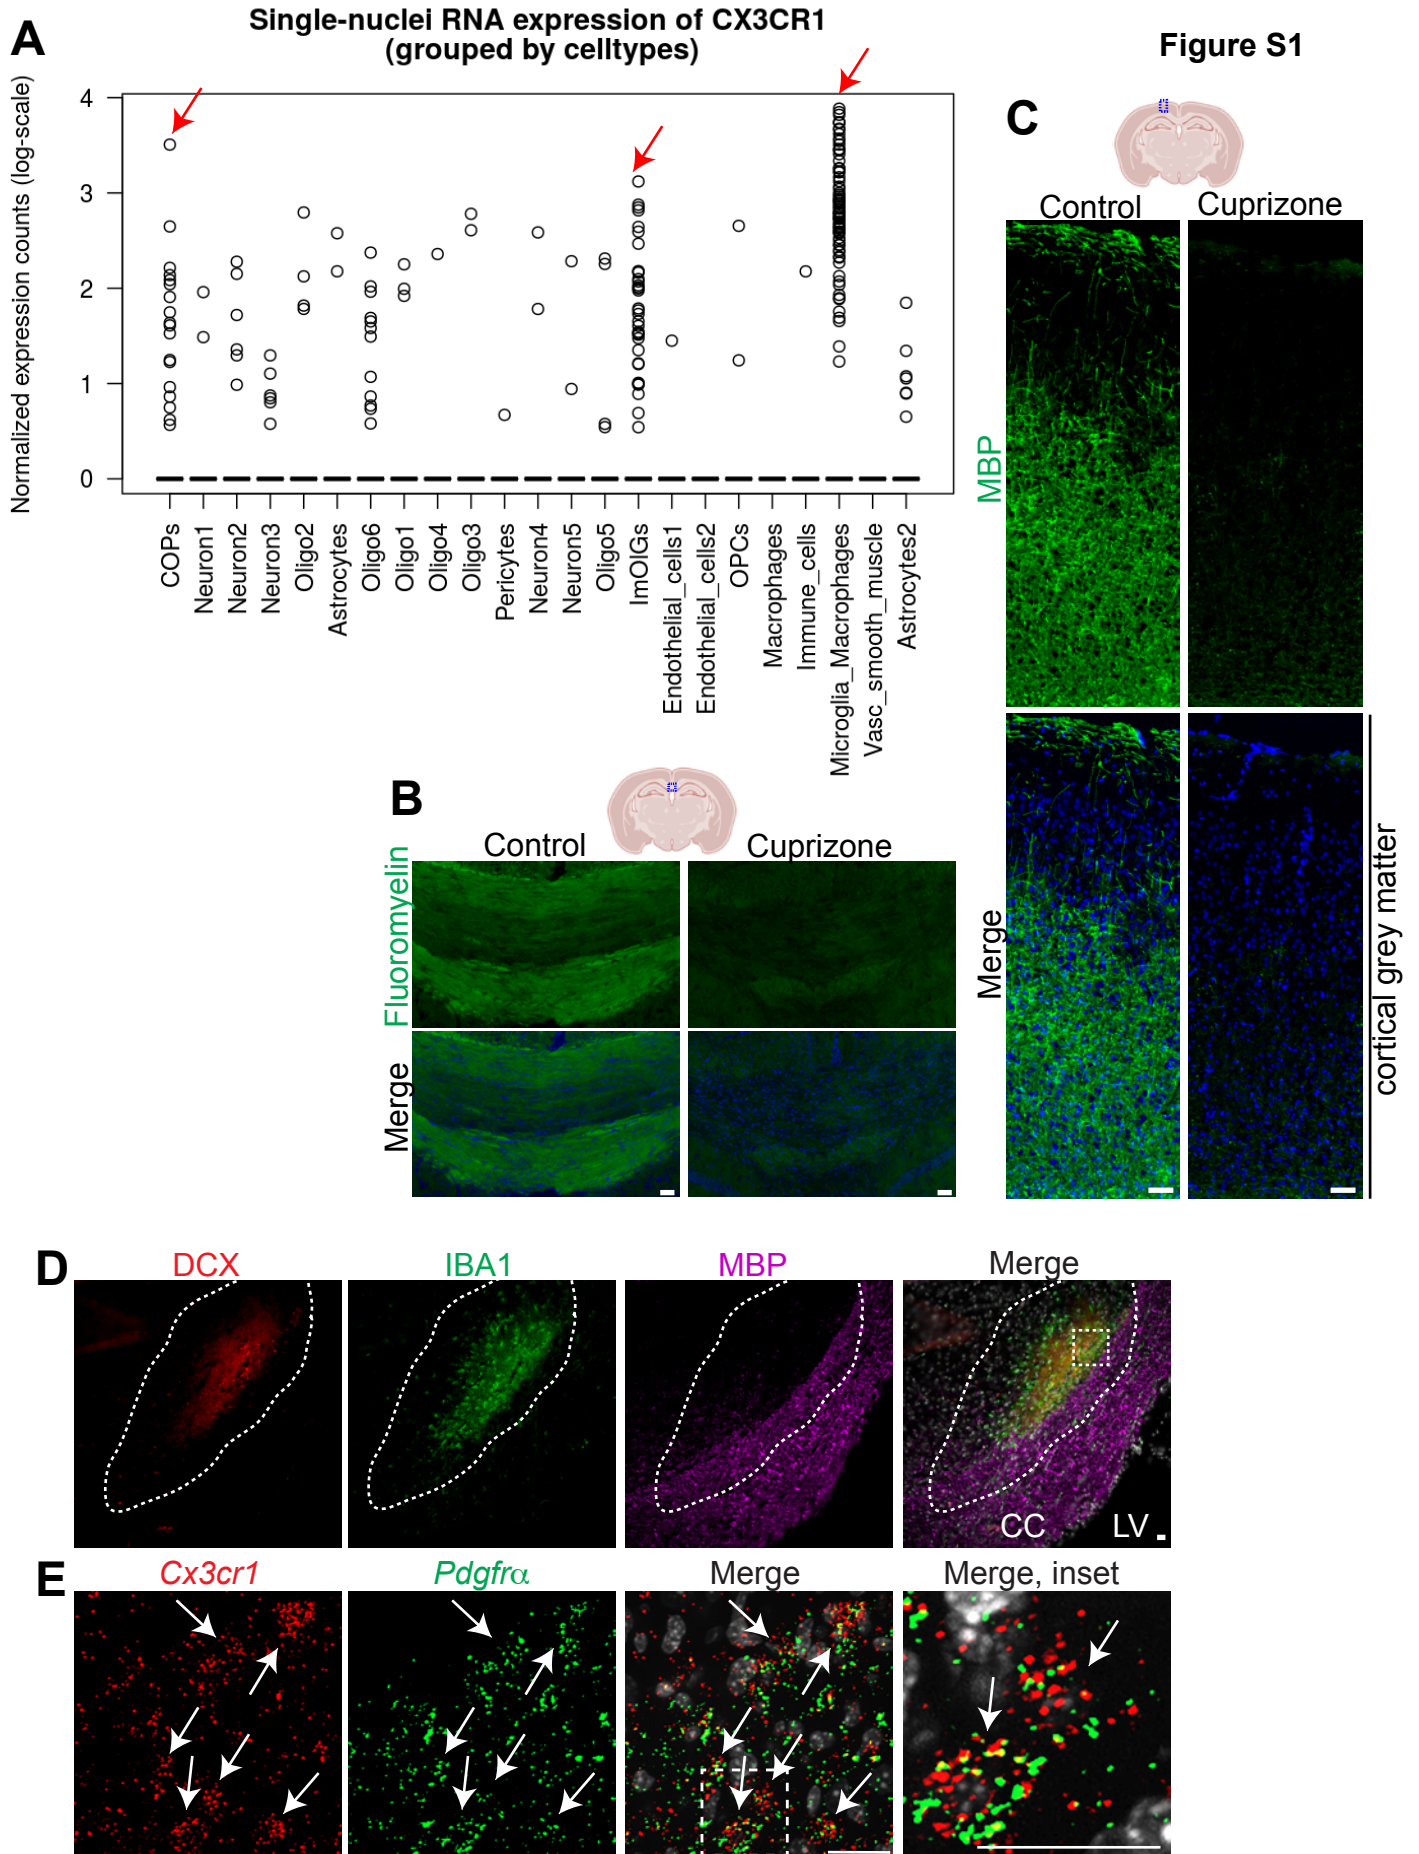 A
Single-nuclei RNA expression of CX3CR1
(grouped by celltypes)
Figure S1
Normalized expression counts (log-scale)
4
3
2
1
0
COPs
Neuron1
Neuron2
Neuron3
Oligo2
Astrocytes
Oligo6
Oligo1
Oligo4
Oligo3
Pericytes
Neuron4
Neuron5
Oligo5
ImOlGs
Endothelial_cells1
Endothelial_cells2
OPCs
Macrophages
Immune_cells
Microglia_Macrophages
Vasc_smooth_muscle
Astrocytes2
C
Control
Cuprizone
MBP
Merge
cortical grey matter
B
Control
Cuprizone
Fluoromyelin
Merge
D
DCX
IBA1
MBP
Merge
CC
LV
E
Cx3cr1
Pdgfrα
Merge
Merge, inset